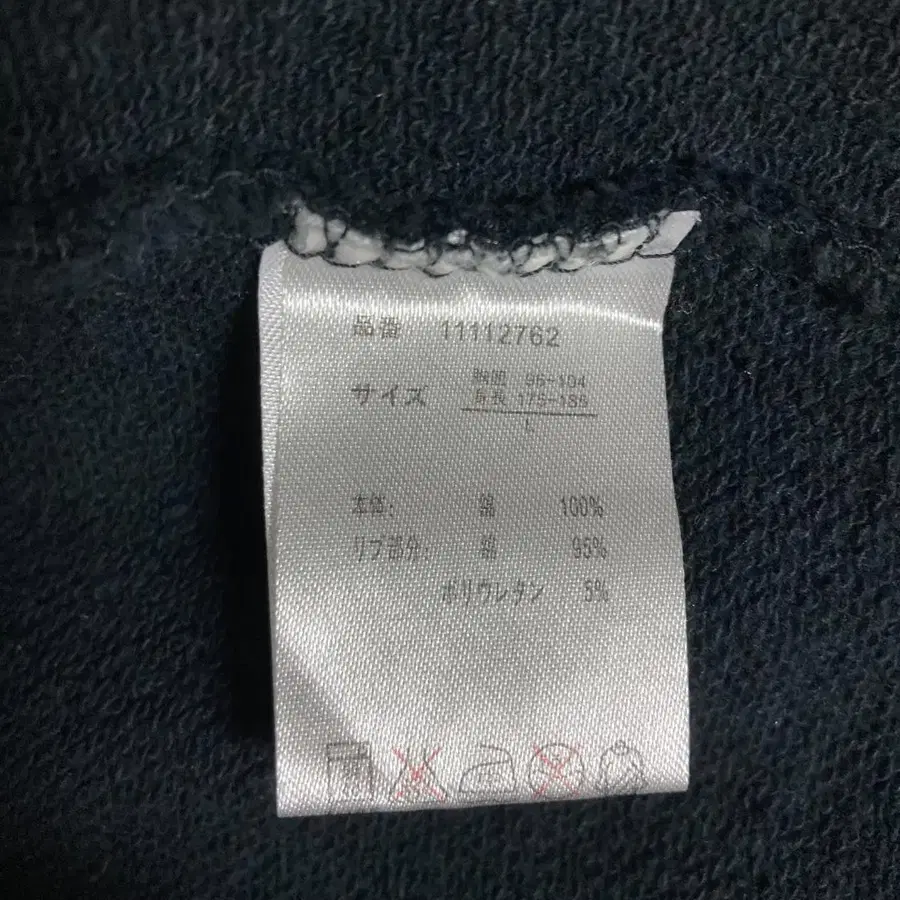 品番 11112762
サイズ
胸囲 96-104
身長 175-185
L
本体: 綿 100%
リブ部分: 綿 95%
ポリウレタン 5%